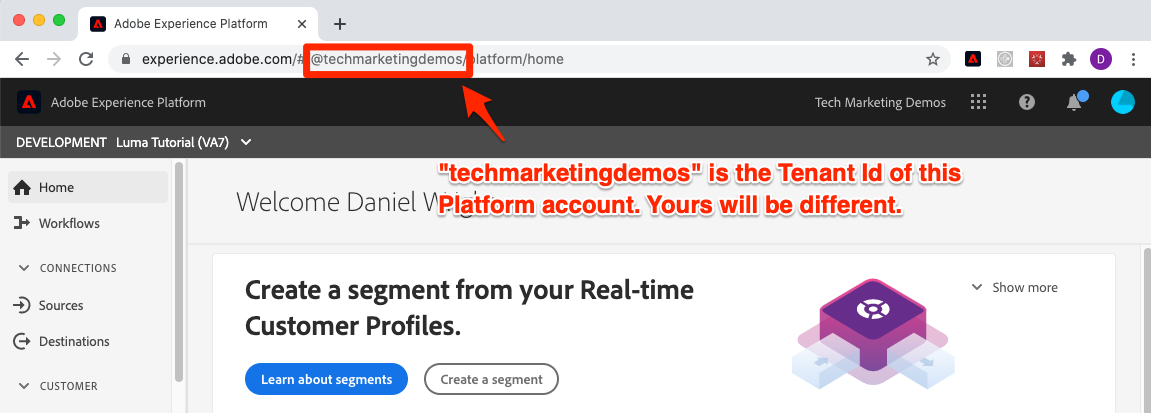 Adobe Experience Platform
experience.adobe.com/#/@techmarketingdemos/platform/home
D
Adobe Experience Platform
Tech Marketing Demos
DEVELOPMENT Luma Tutorial (VA7)
"techmarketingdemos" is the Tenant Id of this
Platform account. Yours will be different.
Home
Workflows
CONNECTIONS
Sources
Destinations
CUSTOMER
Welcome Daniel
Create a segment from your Real-time
Customer Profiles.
Show more
Learn about segments
Create a segment